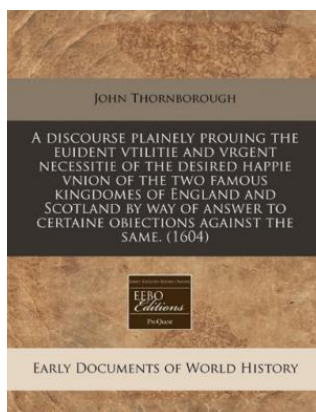 John Thornborough
A discourse plainely prouing the
euident vtilitie and vrgent
necessitie of the desired happie
vnion of the two famous
kingdomes of England and
Scotland by way of answer to
certaine obiections against the
same. (1604)
EEBO
Editions
ProQuest
Early Documents of World History